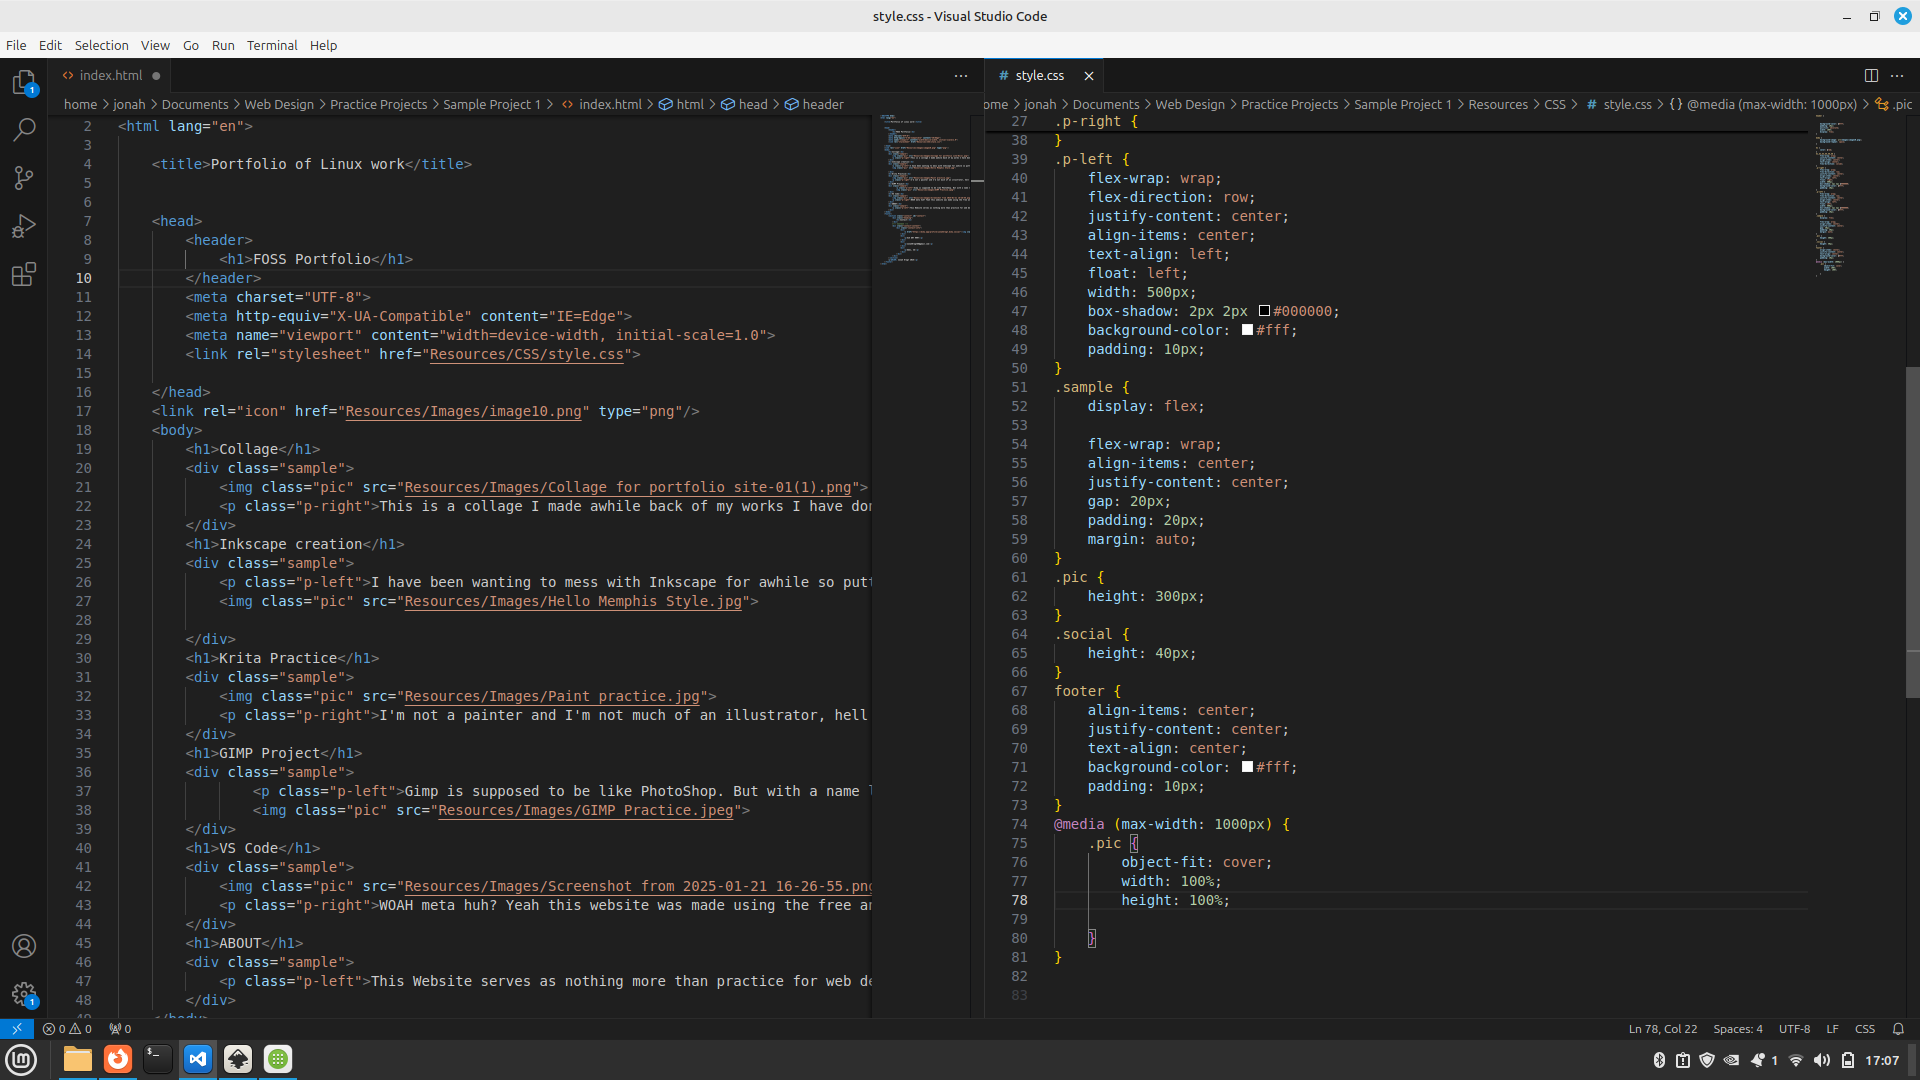 style.css - Visual Studio Code
File Edit Selection View Go Run Terminal Help
index.html
home > jonah > Documents > Web Design > Practice Projects > Sample Project 1 > <> index.html > html > head > header
2 <html lang="en">
3
4 <title>Portfolio of Linux work</title>
5
6
7 <head>
8 <header>
9 <h1>FOSS Portfolio</h1>
10 </header>
11 <meta charset="UTF-8">
12 <meta http-equiv="X-UA-Compatible" content="IE=Edge">
13 <meta name="viewport" content="width=device-width, initial-scale=1.0">
14 <link rel="stylesheet" href="Resources/CSS/style.css">
15
16 </head>
17 <link rel="icon" href="Resources/Images/image10.png" type="png"/>
18 <body>
19 <h1>Collage</h1>
20 <div class="sample">
21 <img class="pic" src="Resources/Images/Collage for portfolio site-01(1).png">
22 <p class="p-right">This is a collage I made awhile back of my works I have
23 </div>
24 <h1>Inkscape creation</h1>
25 <div class="sample">
26 <p class="p-left">I have been wanting to mess with Inkscape for awhile so
27 <img class="pic" src="Resources/Images/Hello Memphis Style.jpg">
28
29 </div>
30 <h1>Krita Practice</h1>
31 <div class="sample">
32 <img class="pic" src="Resources/Images/Paint practice.jpg">
33 <p class="p-right">I'm not a painter and I'm not much of an illustrator, hell
34 </div>
35 <h1>GIMP Project</h1>
36 <div class="sample">
37 <p class="p-left">Gimp is supposed to be like PhotoShop. But with a name
38 <img class="pic" src="Resources/Images/GIMP Practice.jpeg">
39 </div>
40 <h1>VS Code</h1>
41 <div class="sample">
42 <img class="pic" src="Resources/Images/Screenshot from 2025-01-21 16-26-55.png
43 <p class="p-right">WOAH meta huh? Yeah this website was made using the free
44 </div>
45 <h1>ABOUT</h1>
46 <div class="sample">
47 <p class="p-left">This Website serves as nothing more than practice for web
48 </div>
# style.css
ome > jonah > Documents > Web Design > Practice Projects > Sample Project 1 > Resources > CSS > # style.css > {} @media (max-width: 1000px) > .pic
27 .p-right {
38 }
39 .p-left {
40 flex-wrap: wrap;
41 flex-direction: row;
42 justify-content: center;
43 align-items: center;
44 text-align: left;
45 float: left;
46 width: 500px;
47 box-shadow: 2px 2px #000000;
48 background-color: #fff;
49 padding: 10px;
50 }
51 .sample {
52 display: flex;
53
54 flex-wrap: wrap;
55 align-items: center;
56 justify-content: center;
57 gap: 20px;
58 padding: 20px;
59 margin: auto;
60 }
61 .pic {
62 height: 300px;
63 }
64 .social {
65 height: 40px;
66 }
67 footer {
68 align-items: center;
69 justify-content: center;
70 text-align: center;
71 background-color: #fff;
72 padding: 10px;
73 }
74 @media (max-width: 1000px) {
75 .pic {
76 object-fit: cover;
77 width: 100%;
78 height: 100%;
79
80 }
81 }
82
83
0 0 0
Ln 78, Col 22 Spaces: 4 UTF-8 LF CSS
1 17:07